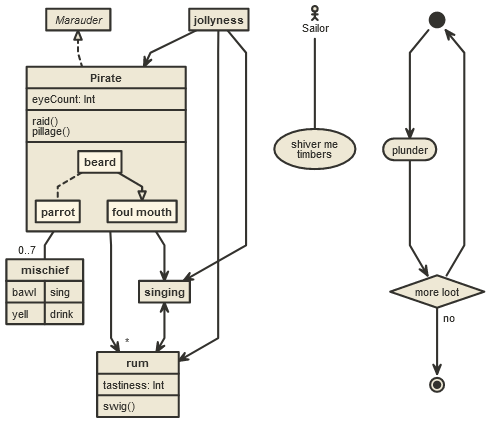 Marauder
jollyness
Sailor
Pirate
eyeCount: Int
raid()
pillage()
beard
parrot
foul mouth
shiver me
timbers
plunder
0..7
mischief
bawl
sing
yell
drink
singing
more loot
no
*
rum
tastiness: Int
swig()